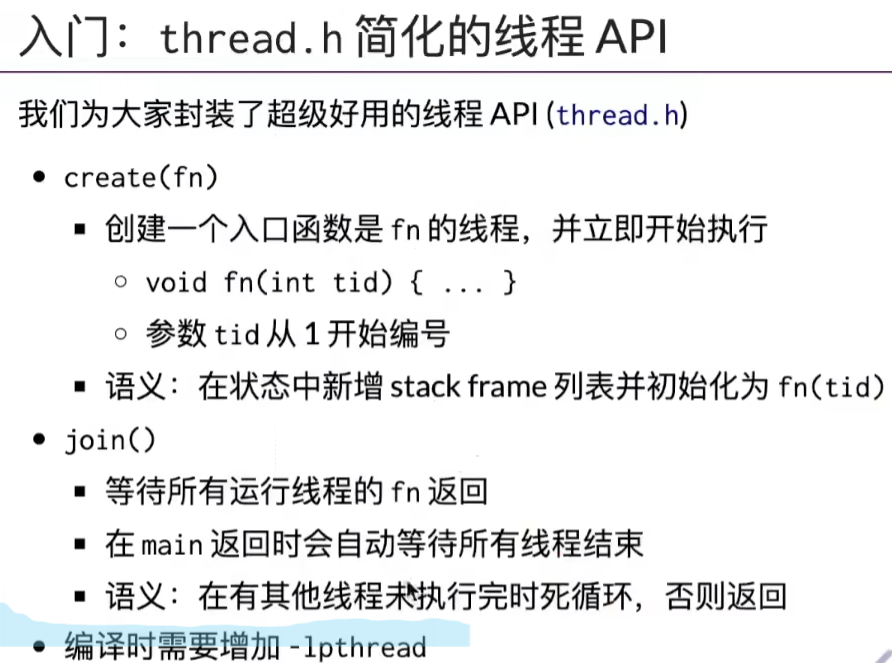 入门：thread.h 简化的线程 API
我们为大家封装了超级好用的线程 API (thread.h)
• create(fn)
▪ 创建一个入口函数是 fn 的线程，并立即开始执行
◦ void fn(int tid) { ... }
◦ 参数 tid 从 1 开始编号
▪ 语义：在状态中新增 stack frame 列表并初始化为 fn(tid)
• join()
▪ 等待所有运行线程的 fn 返回
▪ 在 main 返回时会自动等待所有线程结束
▪ 语义：在有其他线程未执行完时死循环，否则返回
• 编译时需要增加 -lpthread